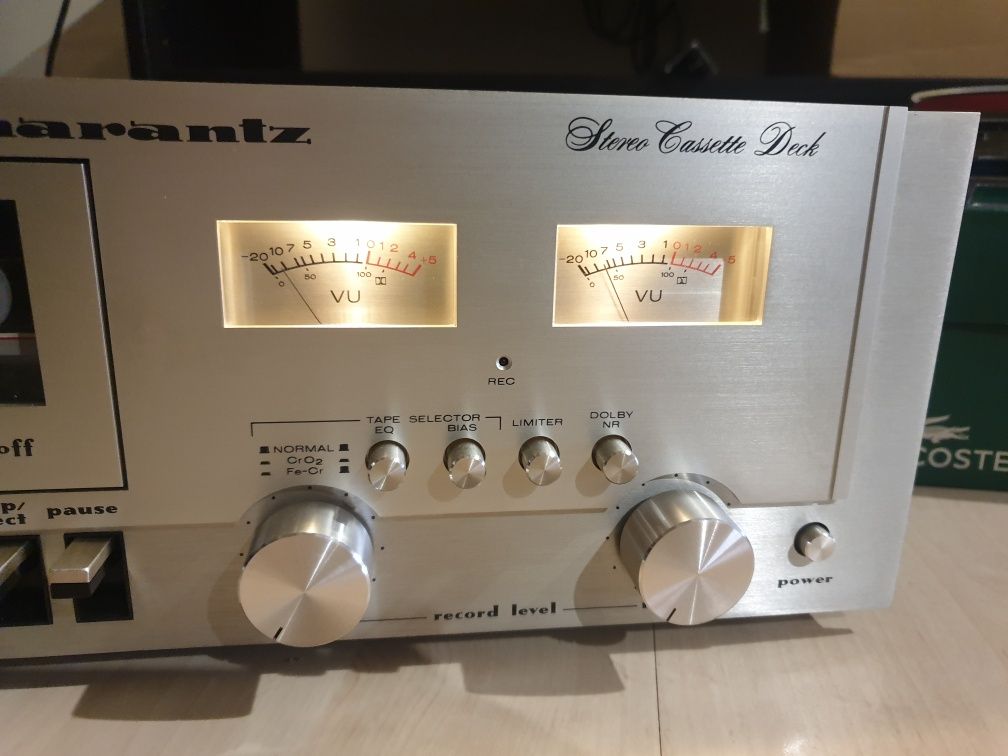 marantz
Stereo Cassette Deck
-20 10 7 5 3 1 0 1 2 4 +5
0 50 100
VU
-20 10 7 5 3 1 0 1 2 4 5
0 50 100
VU
REC
TAPE SELECTOR
EQ BIAS
LIMITER
DOLBY
NR
NORMAL
CrO2
Fe-Cr
off
p/
ect
pause
record level
power
COSTE